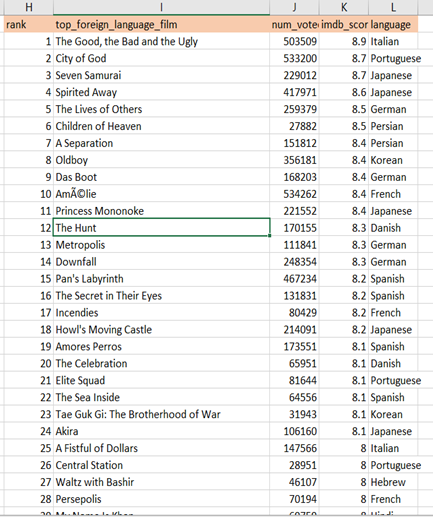 H I J K L
rank top_foreign_language_film num_vote imdb_scor language
1 The Good, the Bad and the Ugly 503509 8.9 Italian
2 City of God 533200 8.7 Portuguese
3 Seven Samurai 229012 8.7 Japanese
4 Spirited Away 417971 8.6 Japanese
5 The Lives of Others 259379 8.5 German
6 Children of Heaven 27882 8.5 Persian
7 A Separation 151812 8.4 Persian
8 Oldboy 356181 8.4 Korean
9 Das Boot 168203 8.4 German
10 AmÃ©lie 534262 8.4 French
11 Princess Mononoke 221552 8.4 Japanese
12 The Hunt 170155 8.3 Danish
13 Metropolis 111841 8.3 German
14 Downfall 248354 8.3 German
15 Pan's Labyrinth 467234 8.2 Spanish
16 The Secret in Their Eyes 131831 8.2 Spanish
17 Incendies 80429 8.2 French
18 Howl's Moving Castle 214091 8.2 Japanese
19 Amores Perros 173551 8.1 Spanish
20 The Celebration 65951 8.1 Danish
21 Elite Squad 81644 8.1 Portuguese
22 The Sea Inside 64556 8.1 Spanish
23 Tae Guk Gi: The Brotherhood of War 31943 8.1 Korean
24 Akira 106160 8.1 Japanese
25 A Fistful of Dollars 147566 8 Italian
26 Central Station 28951 8 Portuguese
27 Waltz with Bashir 46107 8 Hebrew
28 Persepolis 70194 8 French